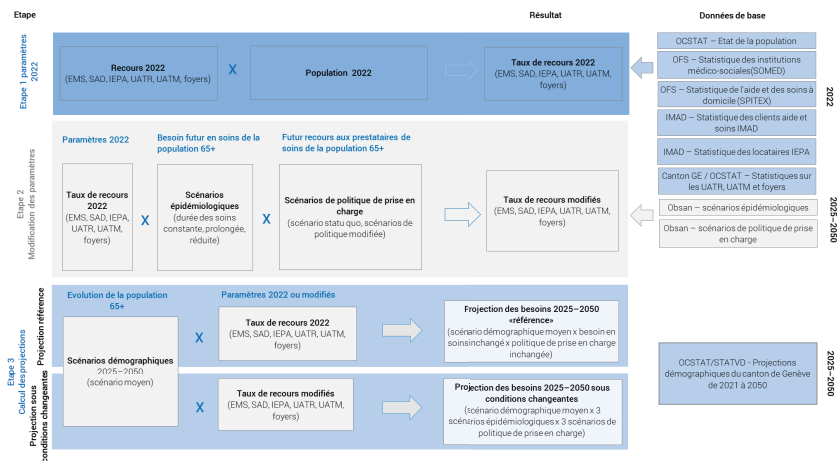 Etape
Résultat
Données de base
Etape 1 paramètres
2022
Recours 2022
(EMS, SAD, IEPA, UATR, UATM, foyers)
X
Population 2022
Taux de recours 2022
(EMS, SAD, IEPA, UATR, UATM,
foyers)
OCSTAT – Etat de la population
OFS – Statistique des institutions
médico-sociales(SOMED)
OFS – Statistique de l'aide et des soins à
domicile(SPITEX)
IMAD – Statistique des clients aide et
soins IMAD
IMAD – Statistique des locataires IEPA
Canton GE / OCSTAT – Statistiques sur
les UATR, UATM et foyers
2022
Etape 2
Modification des paramètres
Paramètres 2022
Besoin futur en soins de la
population 65+
Futur recours aux prestataires de
soins de la population 65+
Taux de recours
2022
(EMS, SAD, IEPA,
UATR, UATM,
foyers)
X
Scénarios
épidémiologiques
(durée des soins
constante, prolongée,
réduite)
X
Scénarios de politique de prise en
charge
(scénario statu quo, scénarios de
politique modifiée)
Taux de recours modifiés
(EMS, SAD, IEPA, UATR, UATM,
foyers)
Obsan – scénarios épidémiologiques
Obsan – scénarios de politique de prise
en charge
2025–2050
Etape 3
Calcul des projections
Projection référence
Projection sous
conditions changeantes
Evolution de la population
65+
Paramètres 2022 ou modifiés
Scénarios démographiques
2025–2050
(scénario moyen)
X
Taux de recours 2022
(EMS, SAD, IEPA, UATR, UATM,
foyers)
Projection des besoins 2025–2050
«référence»
(scénario démographique moyen x besoin en
soins inchangé x politique de prise en charge
inchangée)
X
Taux de recours modifiés
(EMS, SAD, IEPA, UATR, UATM,
foyers)
Projection des besoins 2025–2050 sous
conditions changeantes
(scénario démographique moyen x 3
scénarios épidémiologiques x 3 scénarios de
politique de prise en charge)
OCSTAT/STATVD - Projections
démographiques du canton de Genève
de 2021 à 2050
2025–2050